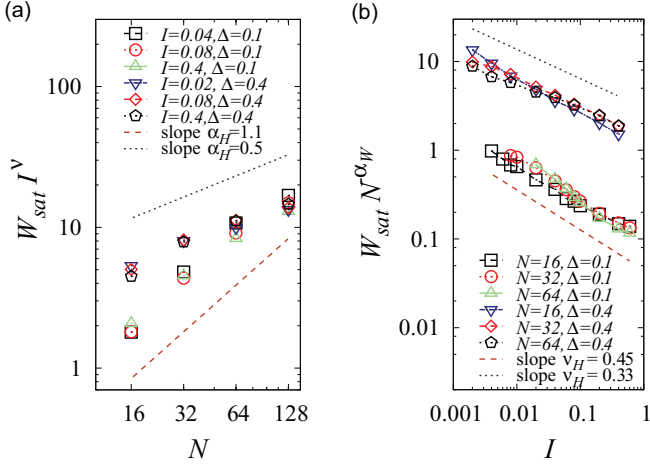 (a)
100
10
1
W_sat I^ν
I=0.04,Δ=0.1
I=0.08,Δ=0.1
I=0.4,Δ=0.1
I=0.02,Δ=0.4
I=0.08,Δ=0.4
I=0.4,Δ=0.4
slope α_H=1.1
slope α_H=0.5
16 32 64 128
N
(b)
10
1
0.1
0.01
W_sat N^-α_W
N=16,Δ=0.1
N=32,Δ=0.1
N=64,Δ=0.1
N=16,Δ=0.4
N=32,Δ=0.4
N=64,Δ=0.4
slope ν_H = 0.45
slope ν_H = 0.33
0.001 0.01 0.1 1
I